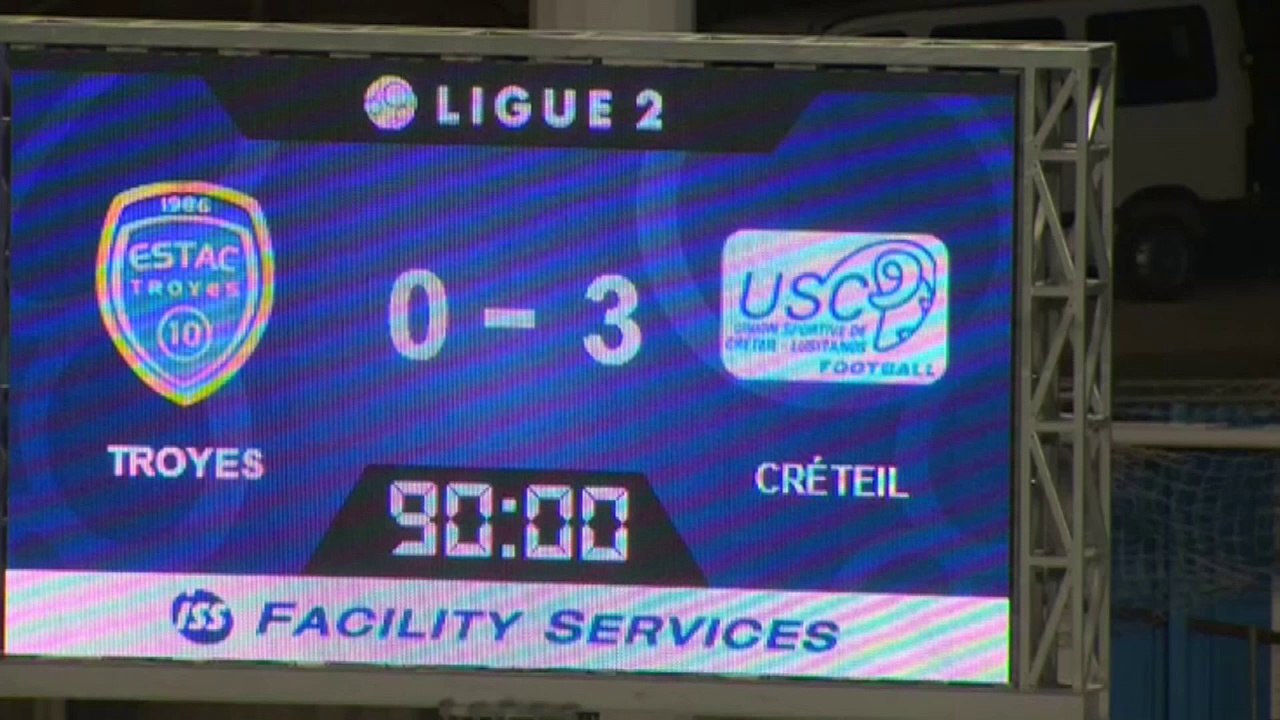 LIGUE 2
1986
ESTAC
TROYES
10
0 - 3
USC
UNION SPORTIVE DE
CRÉTEIL - LUSITANOS
FOOTBALL
TROYES
CRÉTEIL
90:00
ISS FACILITY SERVICES